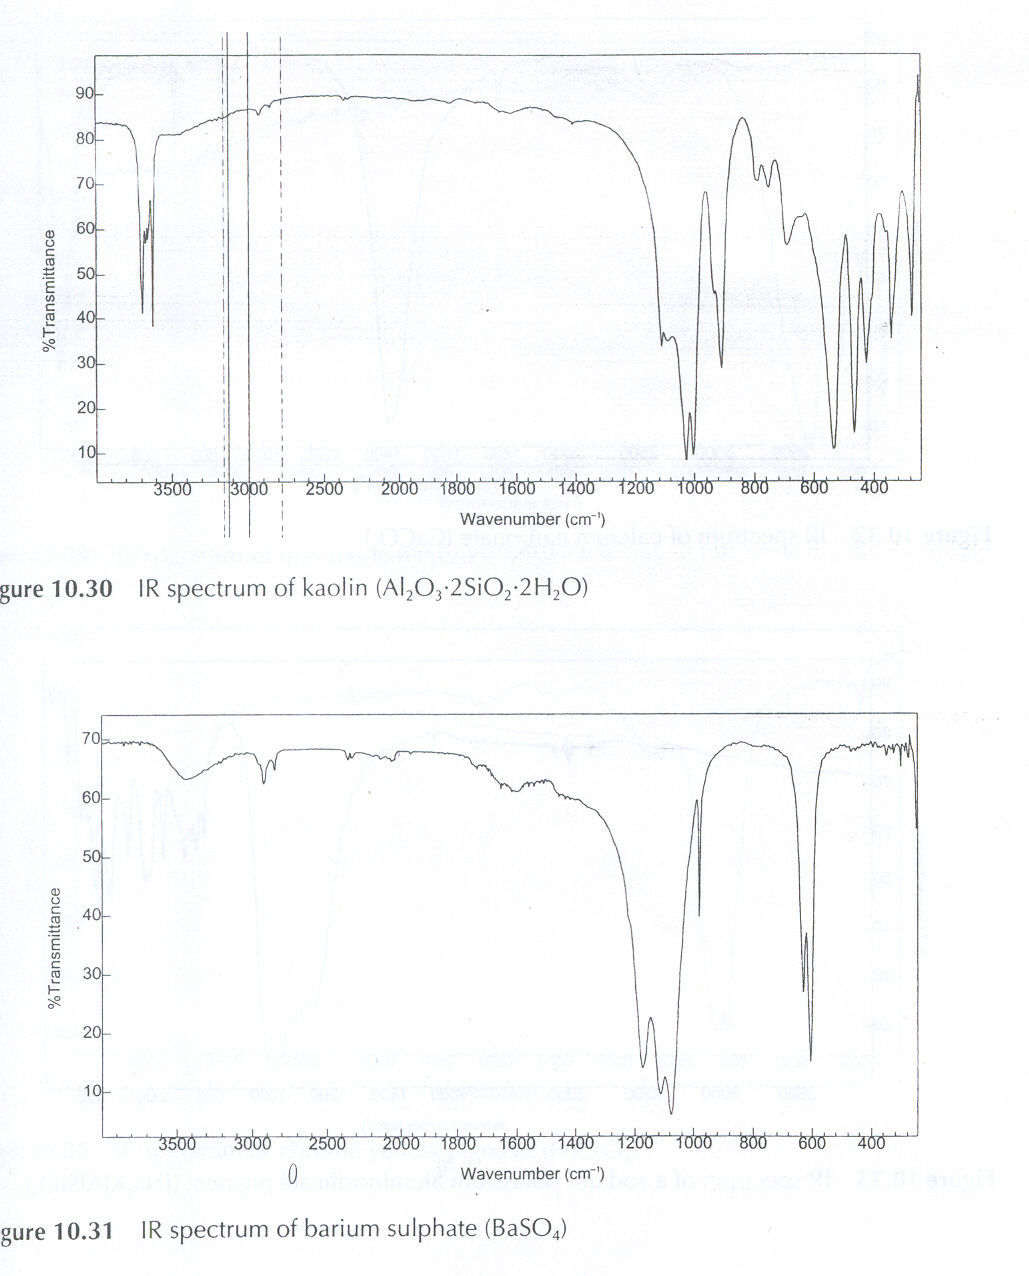 90
80
70
60
50
40
30
20
10
%Transmittance
3500 3000 2500 2000 1800 1600 1400 1200 1000 800 600 400
Wavenumber (cm⁻¹)
gure 10.30 IR spectrum of kaolin (Al₂O₃·2SiO₂·2H₂O)
70
60
50
40
30
20
10
%Transmittance
3500 3000 2500 2000 1800 1600 1400 1200 1000 800 600 400
Wavenumber (cm⁻¹)
gure 10.31 IR spectrum of barium sulphate (BaSO₄)